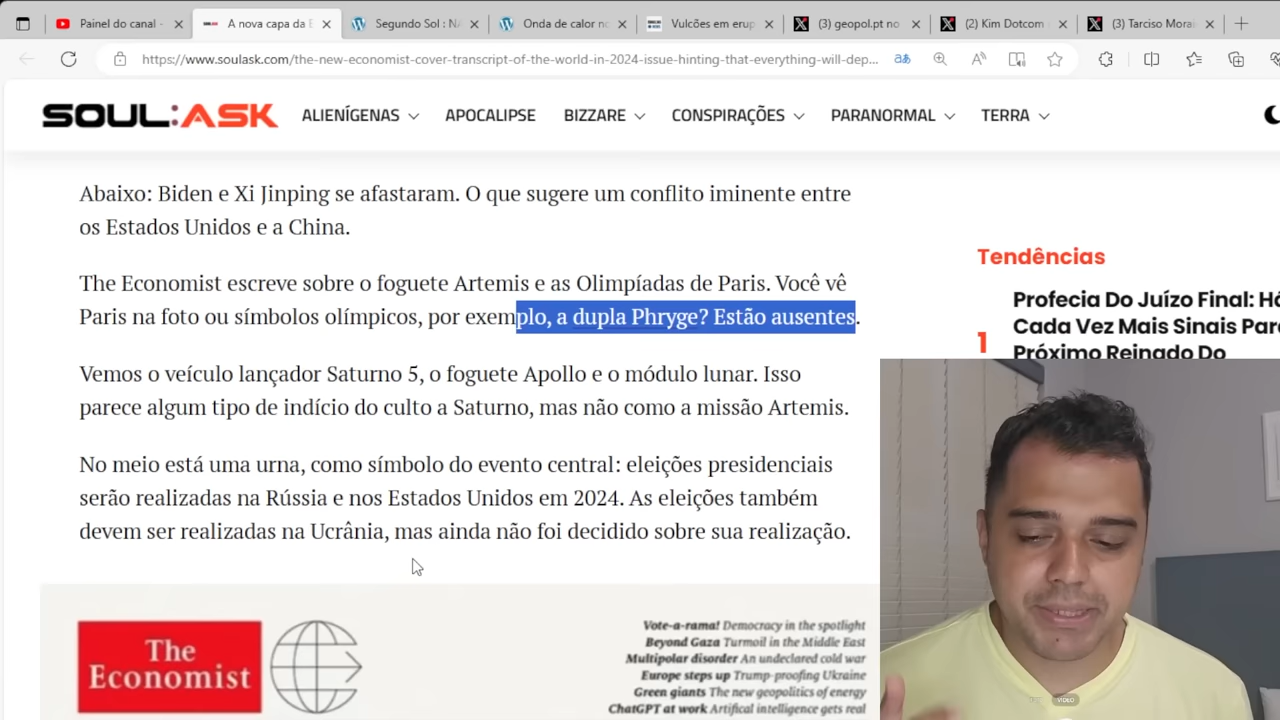 Painel do canal -
A nova capa da E
Segundo Sol : NA
Onda de calor no
Vulcões em erup
(3) geopol.pt no
(2) Kim Dotcom
(3) Tarciso Morai
https://www.soulask.com/the-new-economist-cover-transcript-of-the-world-in-2024-issue-hinting-that-everything-will-dep...
SOUL:ASK
ALIENÍGENAS
APOCALIPSE
BIZZARE
CONSPIRAÇÕES
PARANORMAL
TERRA
Abaixo: Biden e Xi Jinping se afastaram. O que sugere um conflito iminente entre
os Estados Unidos e a China.
The Economist escreve sobre o foguete Artemis e as Olimpíadas de Paris. Você vê
Paris na foto ou símbolos olímpicos, por exemplo, a dupla Phryge? Estão ausentes.
Vemos o veículo lançador Saturno 5, o foguete Apollo e o módulo lunar. Isso
parece algum tipo de indício do culto a Saturno, mas não como a missão Artemis.
No meio está uma urna, como símbolo do evento central: eleições presidenciais
serão realizadas na Rússia e nos Estados Unidos em 2024. As eleições também
devem ser realizadas na Ucrânia, mas ainda não foi decidido sobre sua realização.
Tendências
1
Profecia Do Juízo Final: Há
Cada Vez Mais Sinais Para
Próximo Reinado Do
The
Economist
Vote-a-rama! Democracy in the spotlight
Beyond Gaza Turmoil in the Middle East
Multipolar disorder An undeclared cold war
Europe steps up Trump-proofing Ukraine
Green giants The new geopolitics of energy
ChatGPT at work Artifical intelligence gets real
VIDEO